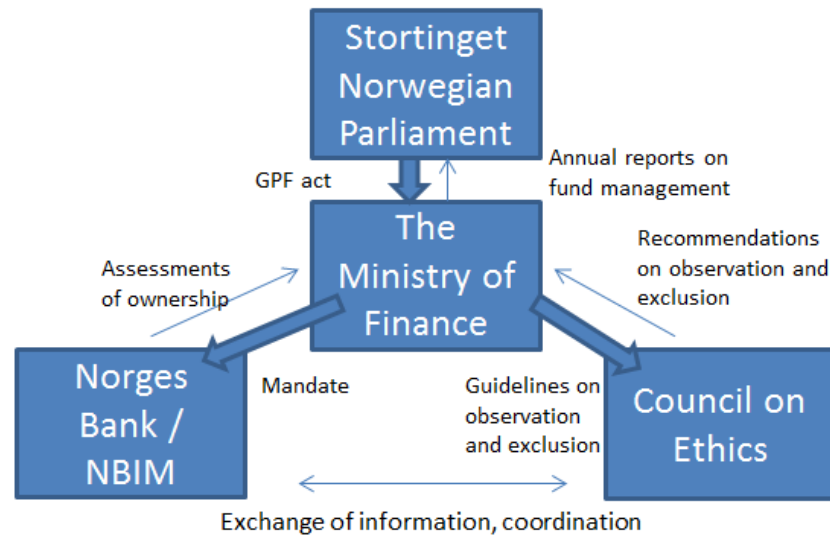 Stortinget
Norwegian
Parliament
GPF act
Annual reports on
fund management
The
Ministry of
Finance
Assessments
of ownership
Recommendations
on observation and
exclusion
Norges
Bank /
NBIM
Mandate
Guidelines on
observation
and exclusion
Council on
Ethics
Exchange of information, coordination